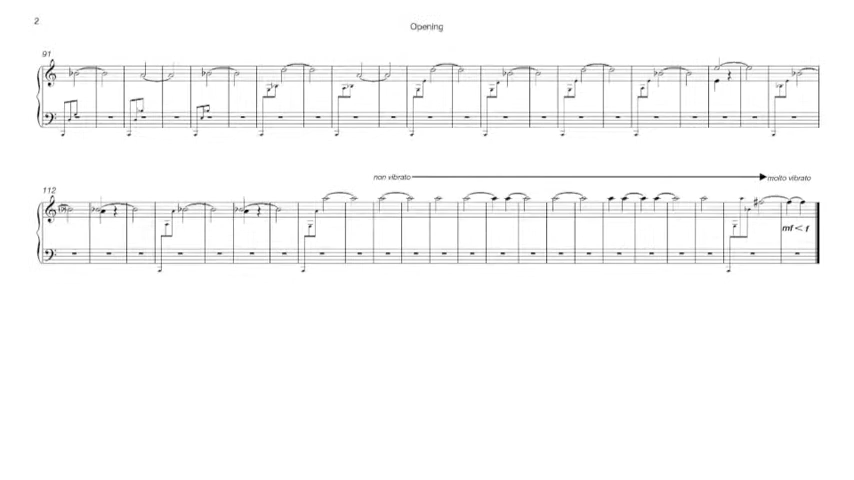 2
Opening
91
non vibrato
molto vibrato
112
mf < f